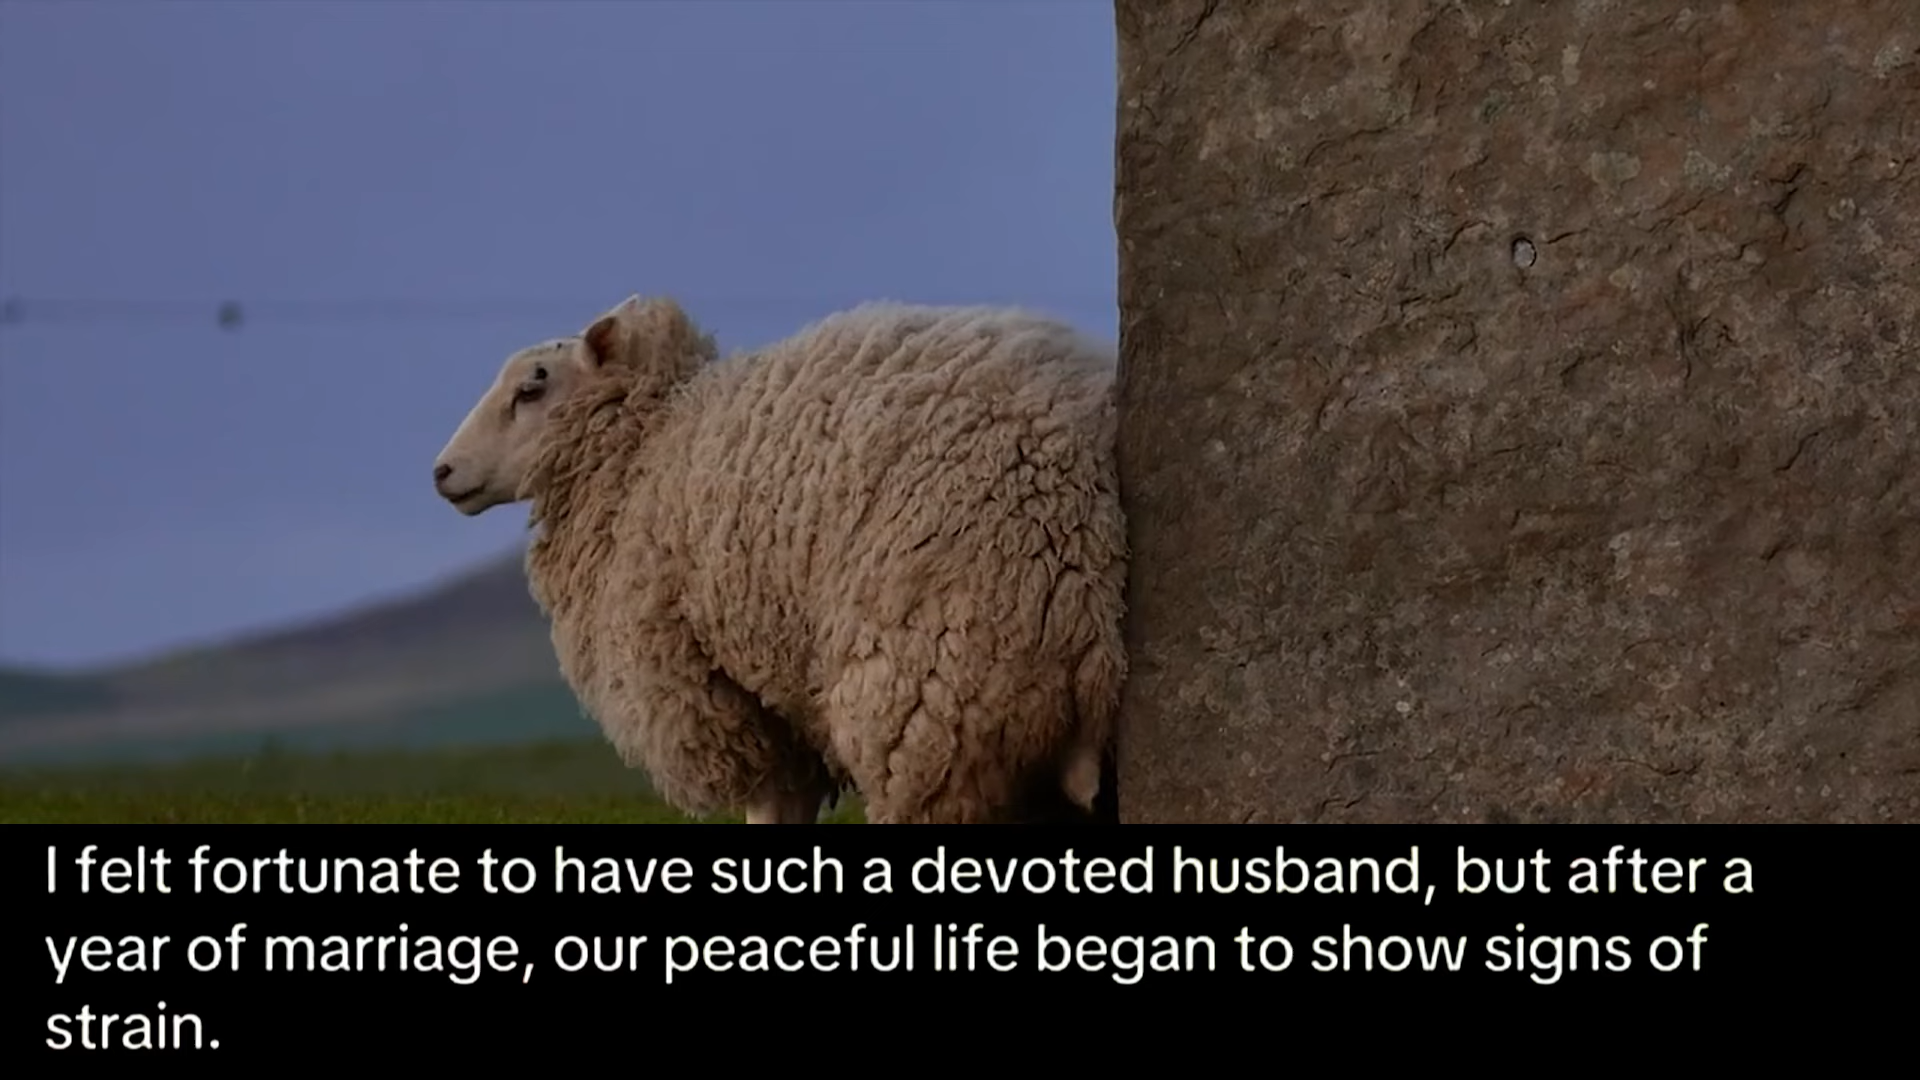 I felt fortunate to have such a devoted husband, but after a
year of marriage, our peaceful life began to show signs of
strain.